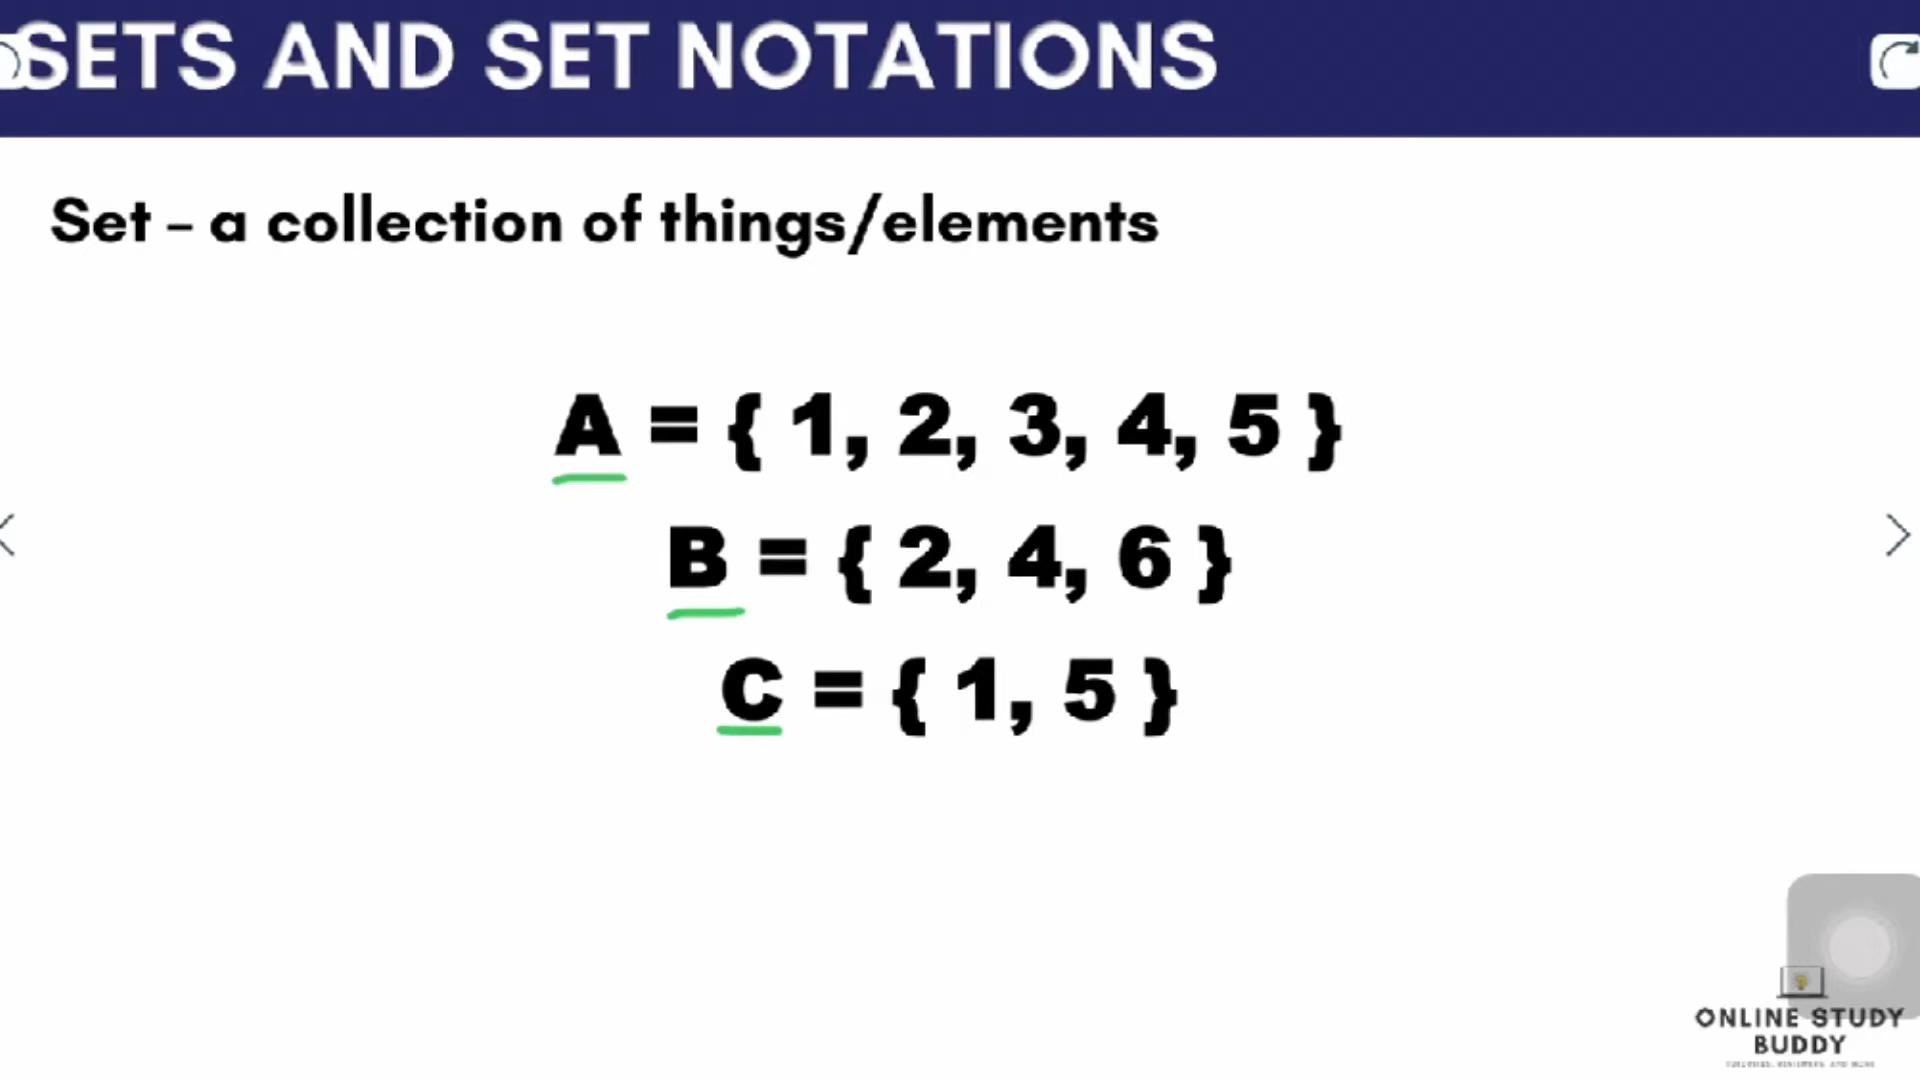 SETS AND SET NOTATIONS
Set - a collection of things/elements
A = { 1, 2, 3, 4, 5 }
B = { 2, 4, 6 }
C = { 1, 5 }
ONLINE STUDY
BUDDY